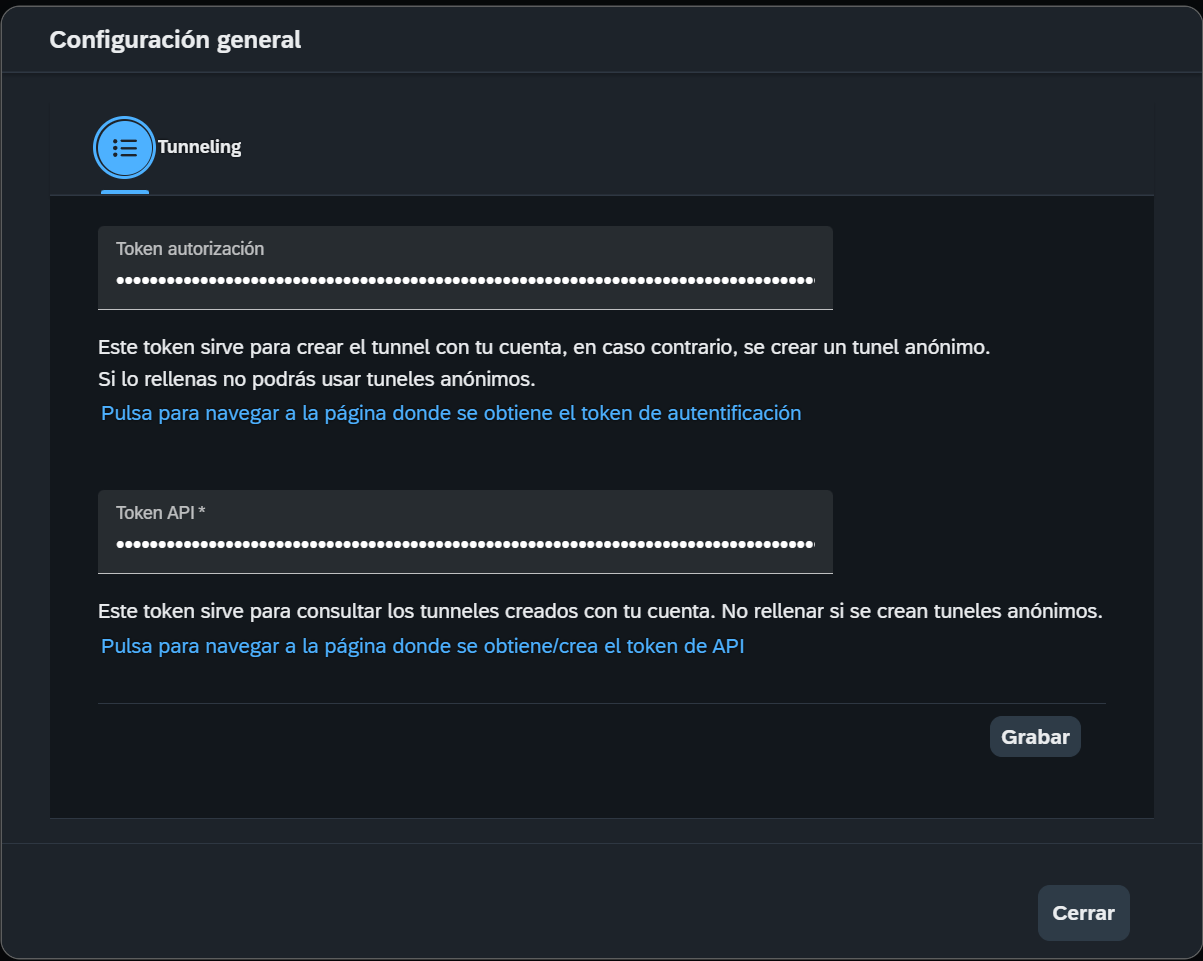 Configuración general
Tunneling
Token autorización
Este token sirve para crear el tunnel con tu cuenta, en caso contrario, se crear un tunel anónimo.
Si lo rellenas no podrás usar tuneles anónimos.
Pulsa para navegar a la página donde se obtiene el token de autentificación
Token API *
Este token sirve para consultar los tunneles creados con tu cuenta. No rellenar si se crean tuneles anónimos.
Pulsa para navegar a la página donde se obtiene/crea el token de API
Grabar
Cerrar